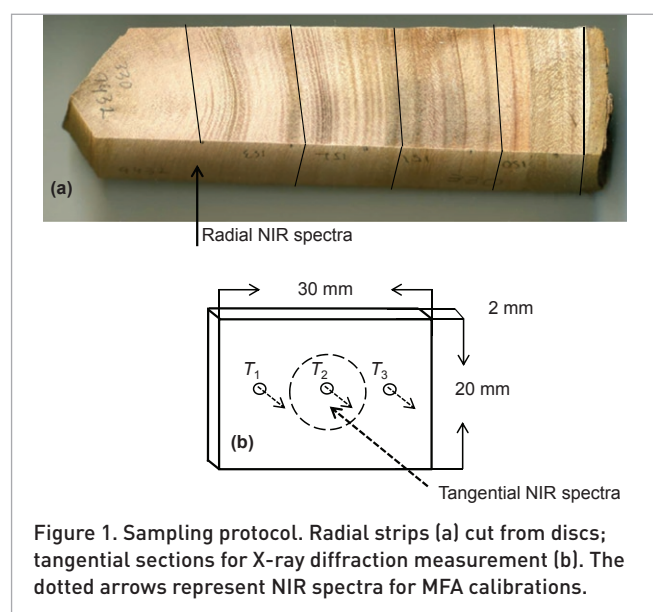 (a)
Radial NIR spectra
30 mm
2 mm
T1 T2 T3
20 mm
(b)
Tangential NIR spectra
Figure 1. Sampling protocol. Radial strips (a) cut from discs;
tangential sections for X-ray diffraction measurement (b). The
dotted arrows represent NIR spectra for MFA calibrations.